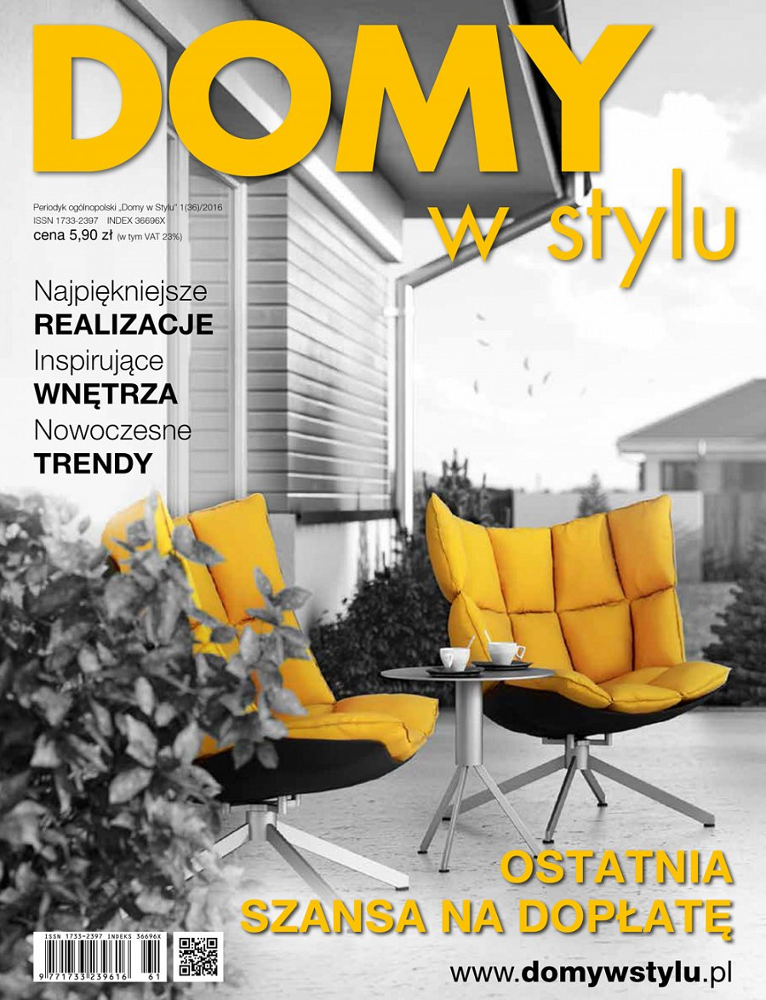 DOMY
w stylu
Periodyk ogólnopolski „Domy w Stylu” 1(36)/2016
ISSN 1733-2397 INDEX 36696X
cena 5,90 zł (w tym VAT 23%)
Najpiękniejsze
REALIZACJE
Inspirujące
WNĘTRZA
Nowoczesne
TRENDY
OSTATNIA
SZANSA NA DOPŁATĘ
ISSN 1733-2397 INDEKS 36696X
61
9 771733 239616
www.domywstylu.pl